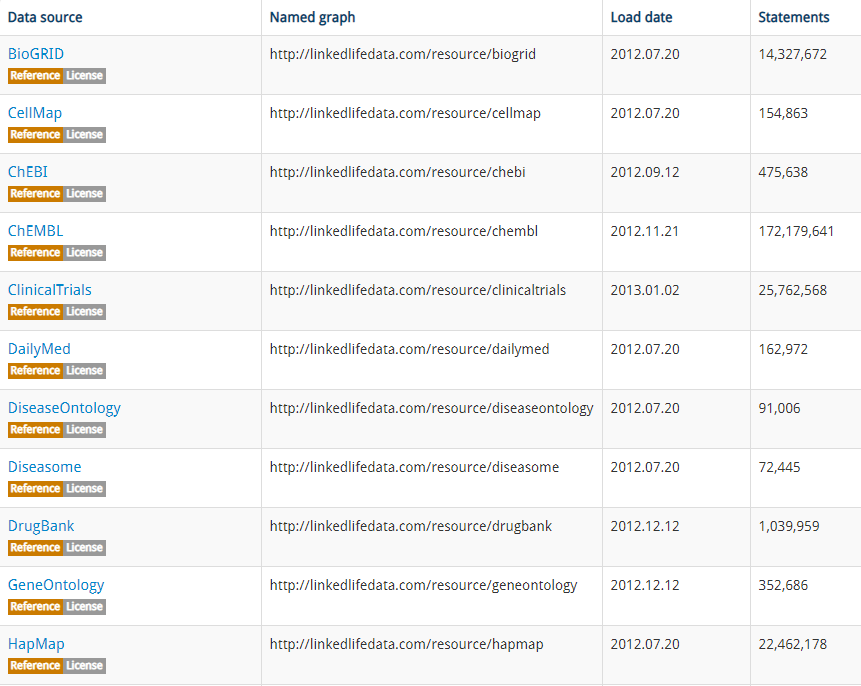 Data source Named graph Load date Statements
BioGRID http://linkedlifedata.com/resource/biogrid 2012.07.20 14,327,672
Reference License
CellMap http://linkedlifedata.com/resource/cellmap 2012.07.20 154,863
Reference License
ChEBI http://linkedlifedata.com/resource/chebi 2012.09.12 475,638
Reference License
ChEMBL http://linkedlifedata.com/resource/chembl 2012.11.21 172,179,641
Reference License
ClinicalTrials http://linkedlifedata.com/resource/clinicaltrials 2013.01.02 25,762,568
Reference License
DailyMed http://linkedlifedata.com/resource/dailymed 2012.07.20 162,972
Reference License
DiseaseOntology http://linkedlifedata.com/resource/diseaseontology 2012.07.20 91,006
Reference License
Diseasome http://linkedlifedata.com/resource/diseasome 2012.07.20 72,445
Reference License
DrugBank http://linkedlifedata.com/resource/drugbank 2012.12.12 1,039,959
Reference License
GeneOntology http://linkedlifedata.com/resource/geneontology 2012.12.12 352,686
Reference License
HapMap http://linkedlifedata.com/resource/hapmap 2012.07.20 22,462,178
Reference License